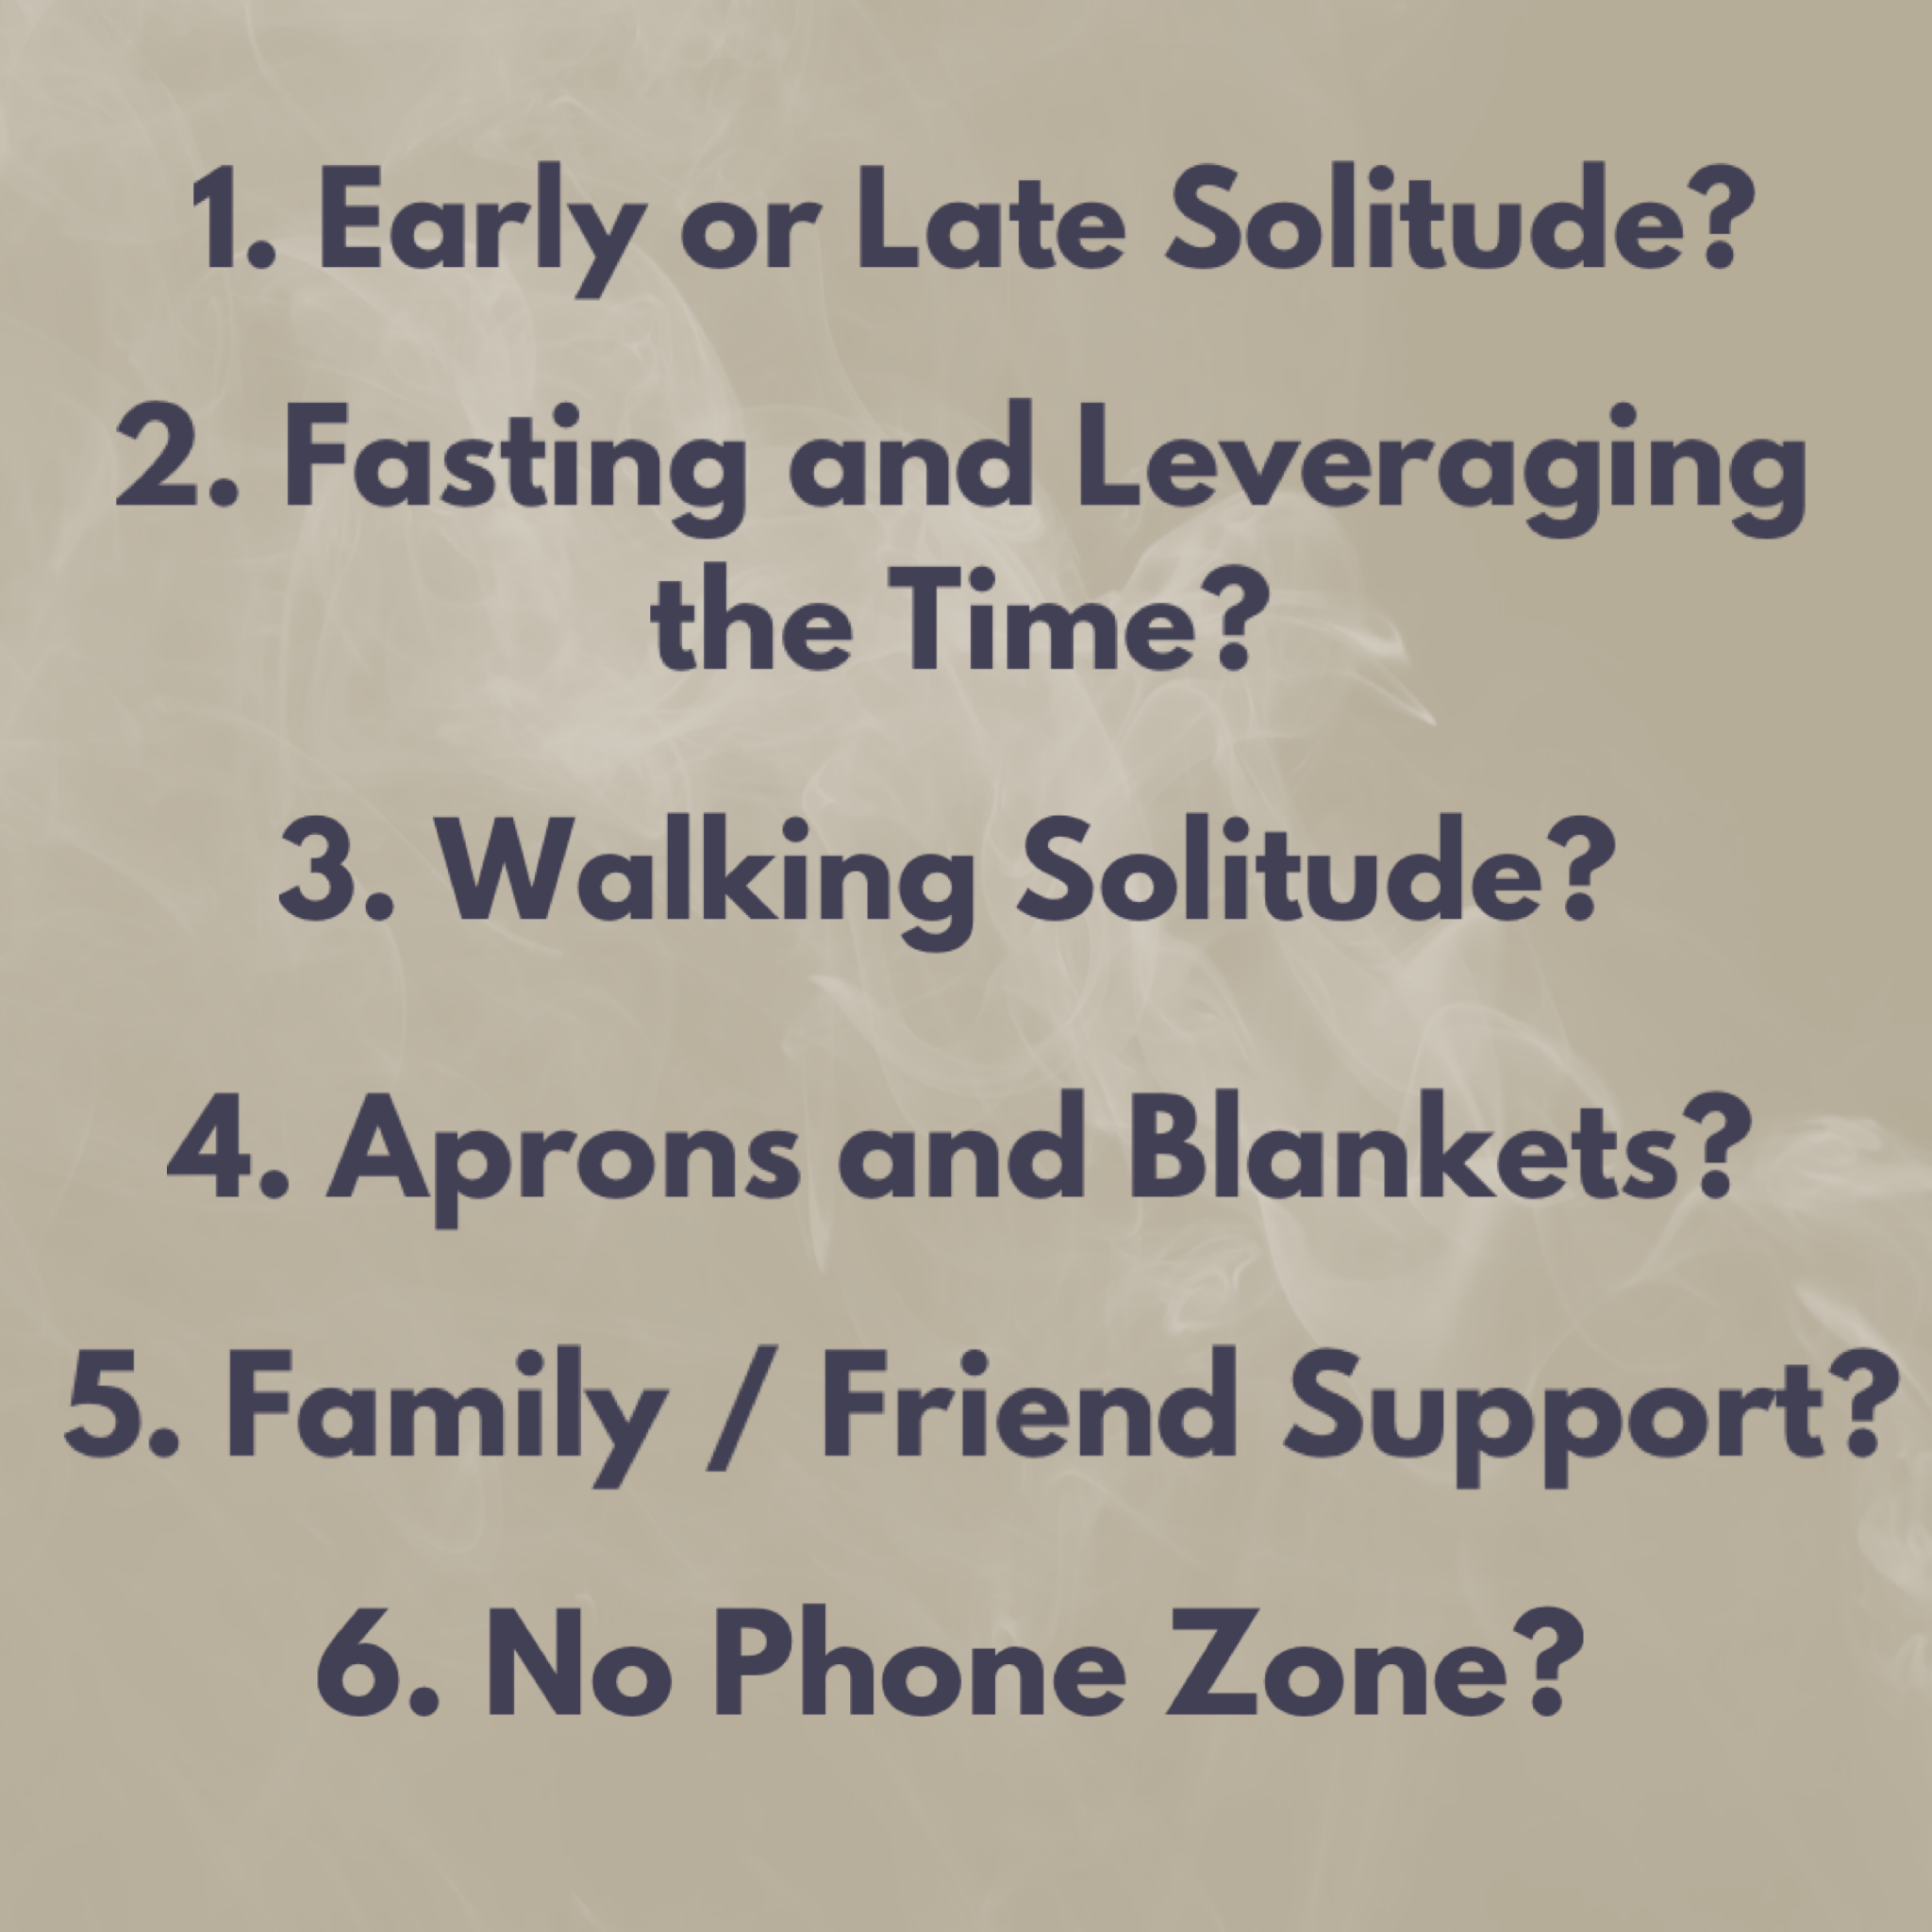 1. Early or Late Solitude?
2. Fasting and Leveraging
the Time?
3. Walking Solitude?
4. Aprons and Blankets?
5. Family / Friend Support?
6. No Phone Zone?